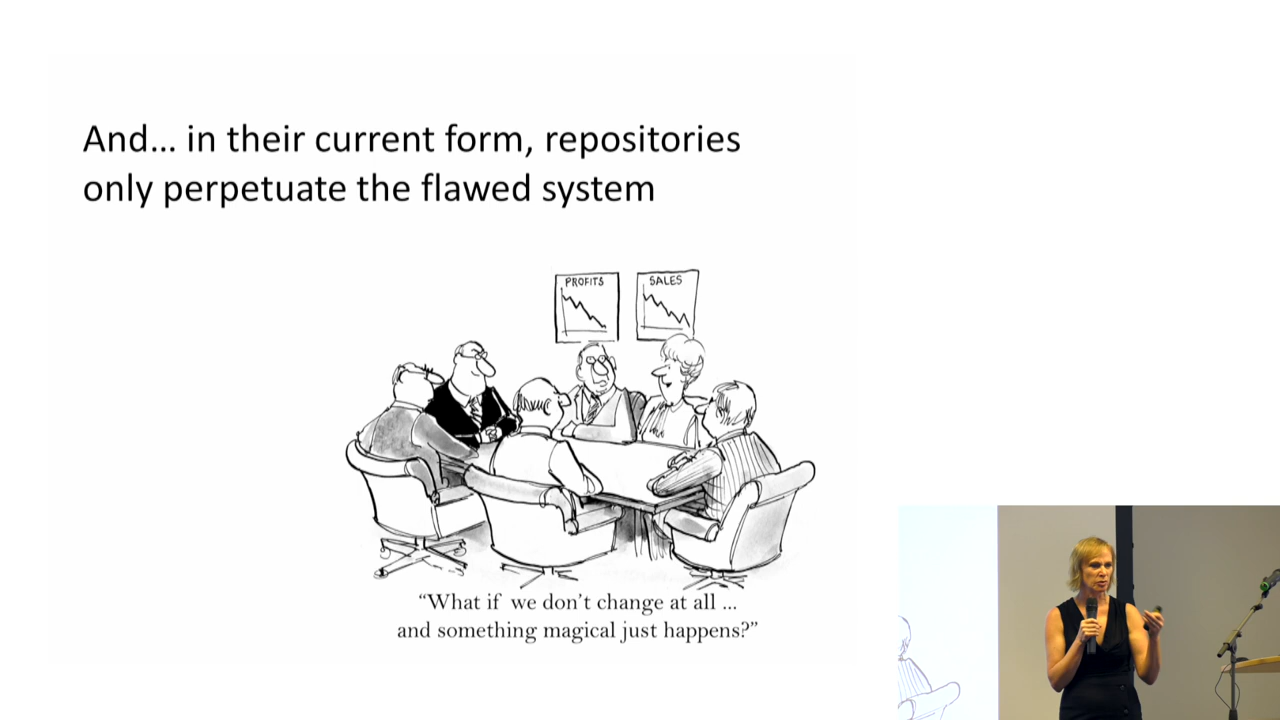 And... in their current form, repositories
only perpetuate the flawed system
PROFITS
SALES
“What if we don’t change at all ...
and something magical just happens?”